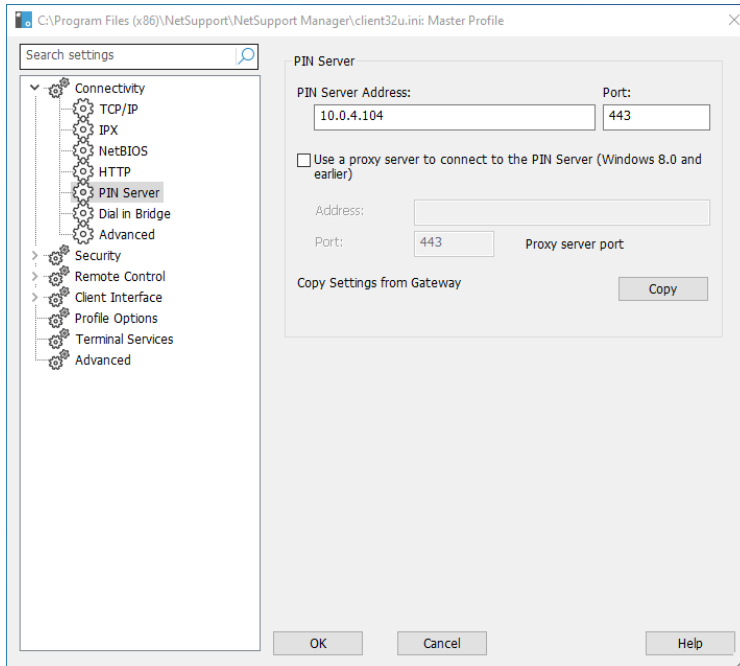 C:\Program Files (x86)\NetSupport\NetSupport Manager\client32u.ini: Master Profile
Search settings
Connectivity
TCP/IP
IPX
NetBIOS
HTTP
PIN Server
Dial in Bridge
Advanced
Security
Remote Control
Client Interface
Profile Options
Terminal Services
Advanced
PIN Server
PIN Server Address: Port:
10.0.4.104 443
Use a proxy server to connect to the PIN Server (Windows 8.0 and
earlier)
Address:
Port: 443 Proxy server port
Copy Settings from Gateway Copy
OK Cancel Help